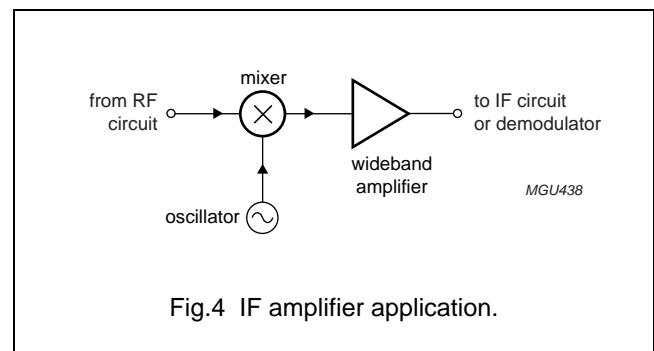 mixer
from RF
circuit
to IF circuit
or demodulator
wideband
amplifier
MGU438
oscillator
Fig.4 IF amplifier application.